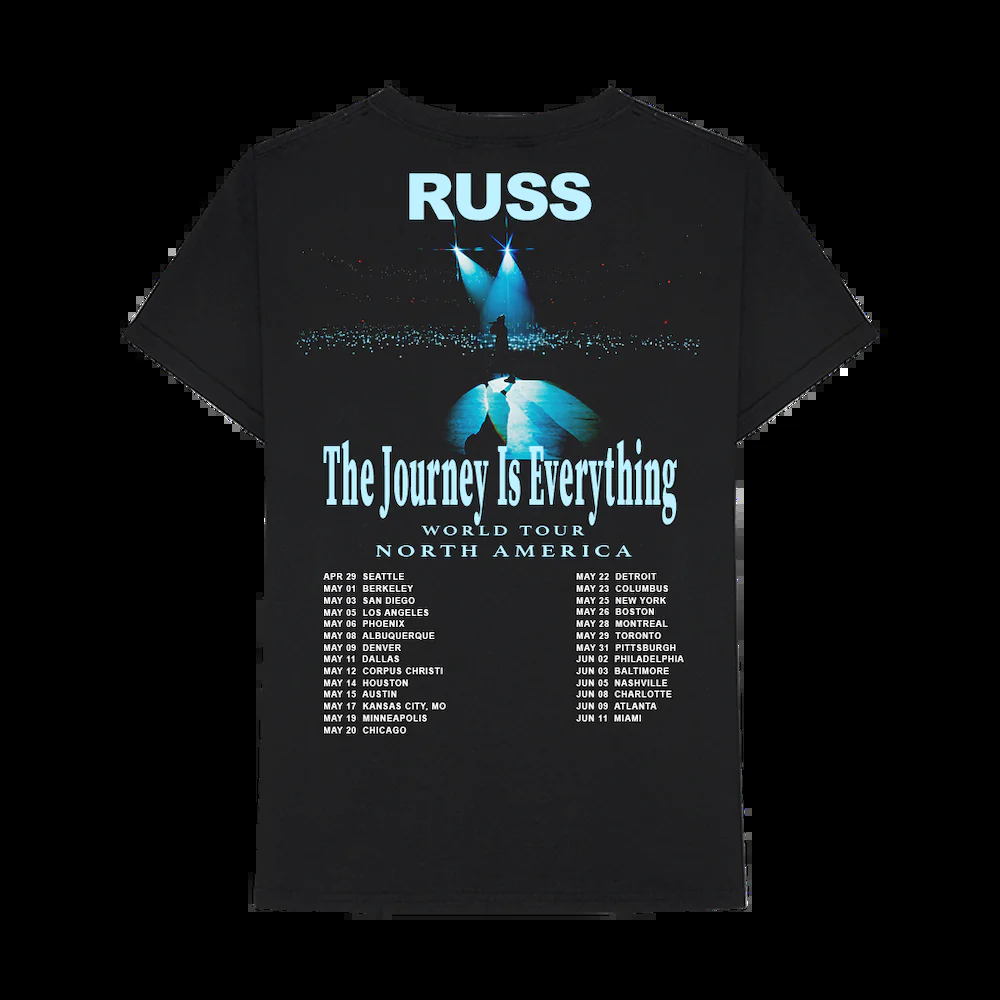 RUSS
The Journey Is Everything
WORLD TOUR
NORTH AMERICA
APR 29 SEATTLE
MAY 01 BERKELEY
MAY 03 SAN DIEGO
MAY 05 LOS ANGELES
MAY 06 PHOENIX
MAY 08 ALBUQUERQUE
MAY 09 DENVER
MAY 11 DALLAS
MAY 12 CORPUS CHRISTI
MAY 14 HOUSTON
MAY 15 AUSTIN
MAY 17 KANSAS CITY, MO
MAY 19 MINNEAPOLIS
MAY 20 CHICAGO
MAY 22 DETROIT
MAY 23 COLUMBUS
MAY 25 NEW YORK
MAY 26 BOSTON
MAY 28 MONTREAL
MAY 29 TORONTO
MAY 31 PITTSBURGH
JUN 02 PHILADELPHIA
JUN 03 BALTIMORE
JUN 05 NASHVILLE
JUN 08 CHARLOTTE
JUN 09 ATLANTA
JUN 11 MIAMI